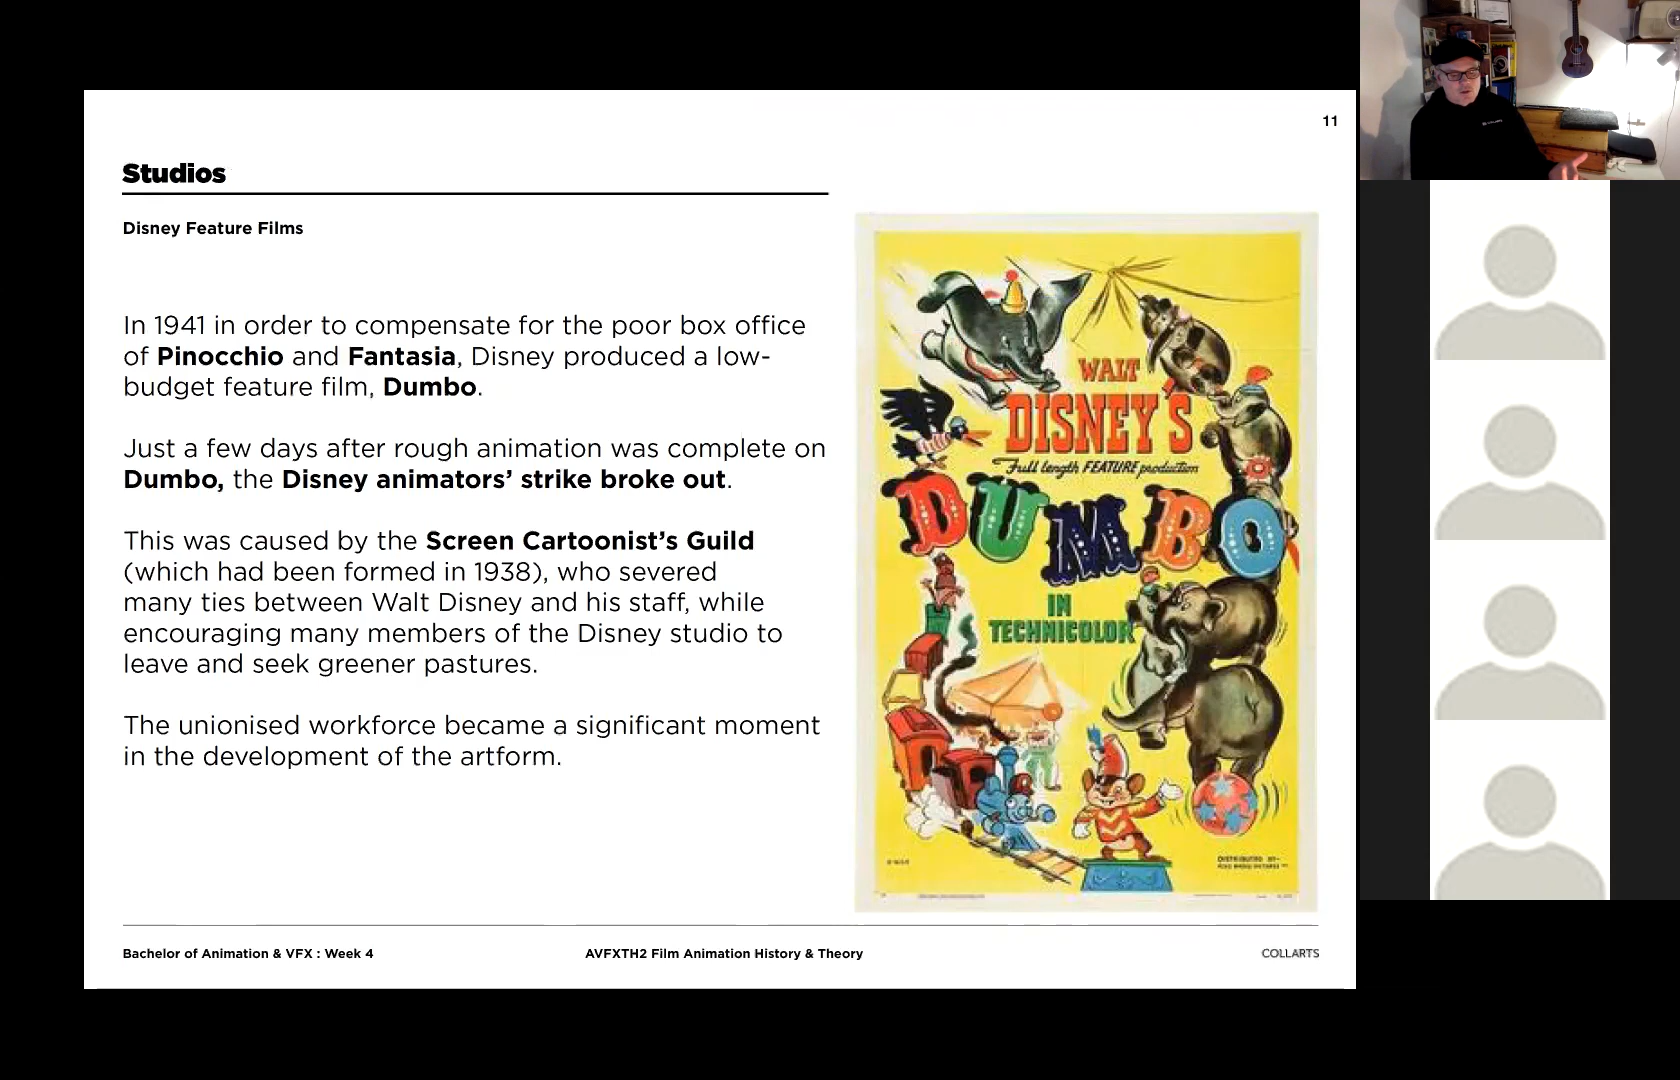 11
Studios
Disney Feature Films
In 1941 in order to compensate for the poor box office
of Pinocchio and Fantasia, Disney produced a low-
budget feature film, Dumbo.
Just a few days after rough animation was complete on
Dumbo, the Disney animators’ strike broke out.
This was caused by the Screen Cartoonist’s Guild
(which had been formed in 1938), who severed
many ties between Walt Disney and his staff, while
encouraging many members of the Disney studio to
leave and seek greener pastures.
The unionised workforce became a significant moment
in the development of the artform.
WALT
DISNEY'S
Full length FEATURE production
DUMBO
IN
TECHNICOLOR
DISTRIBUTED BY
Bachelor of Animation & VFX : Week 4
AVFXTH2 Film Animation History & Theory
COLLARTS